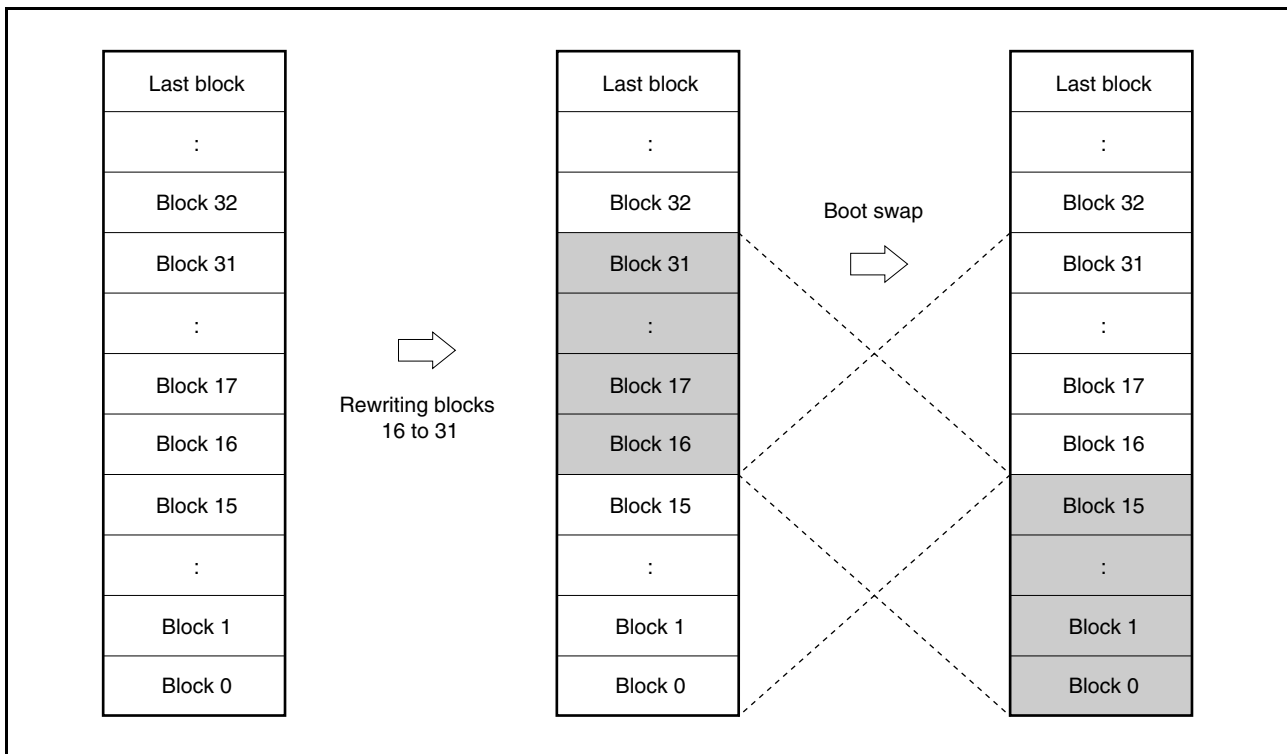 Last block
:
Block 32
Block 31
:
Block 17
Block 16
Block 15
:
Block 1
Block 0
Rewriting blocks
16 to 31
Last block
:
Block 32
Block 31
:
Block 17
Block 16
Block 15
:
Block 1
Block 0
Boot swap
Last block
:
Block 32
Block 31
:
Block 17
Block 16
Block 15
:
Block 1
Block 0